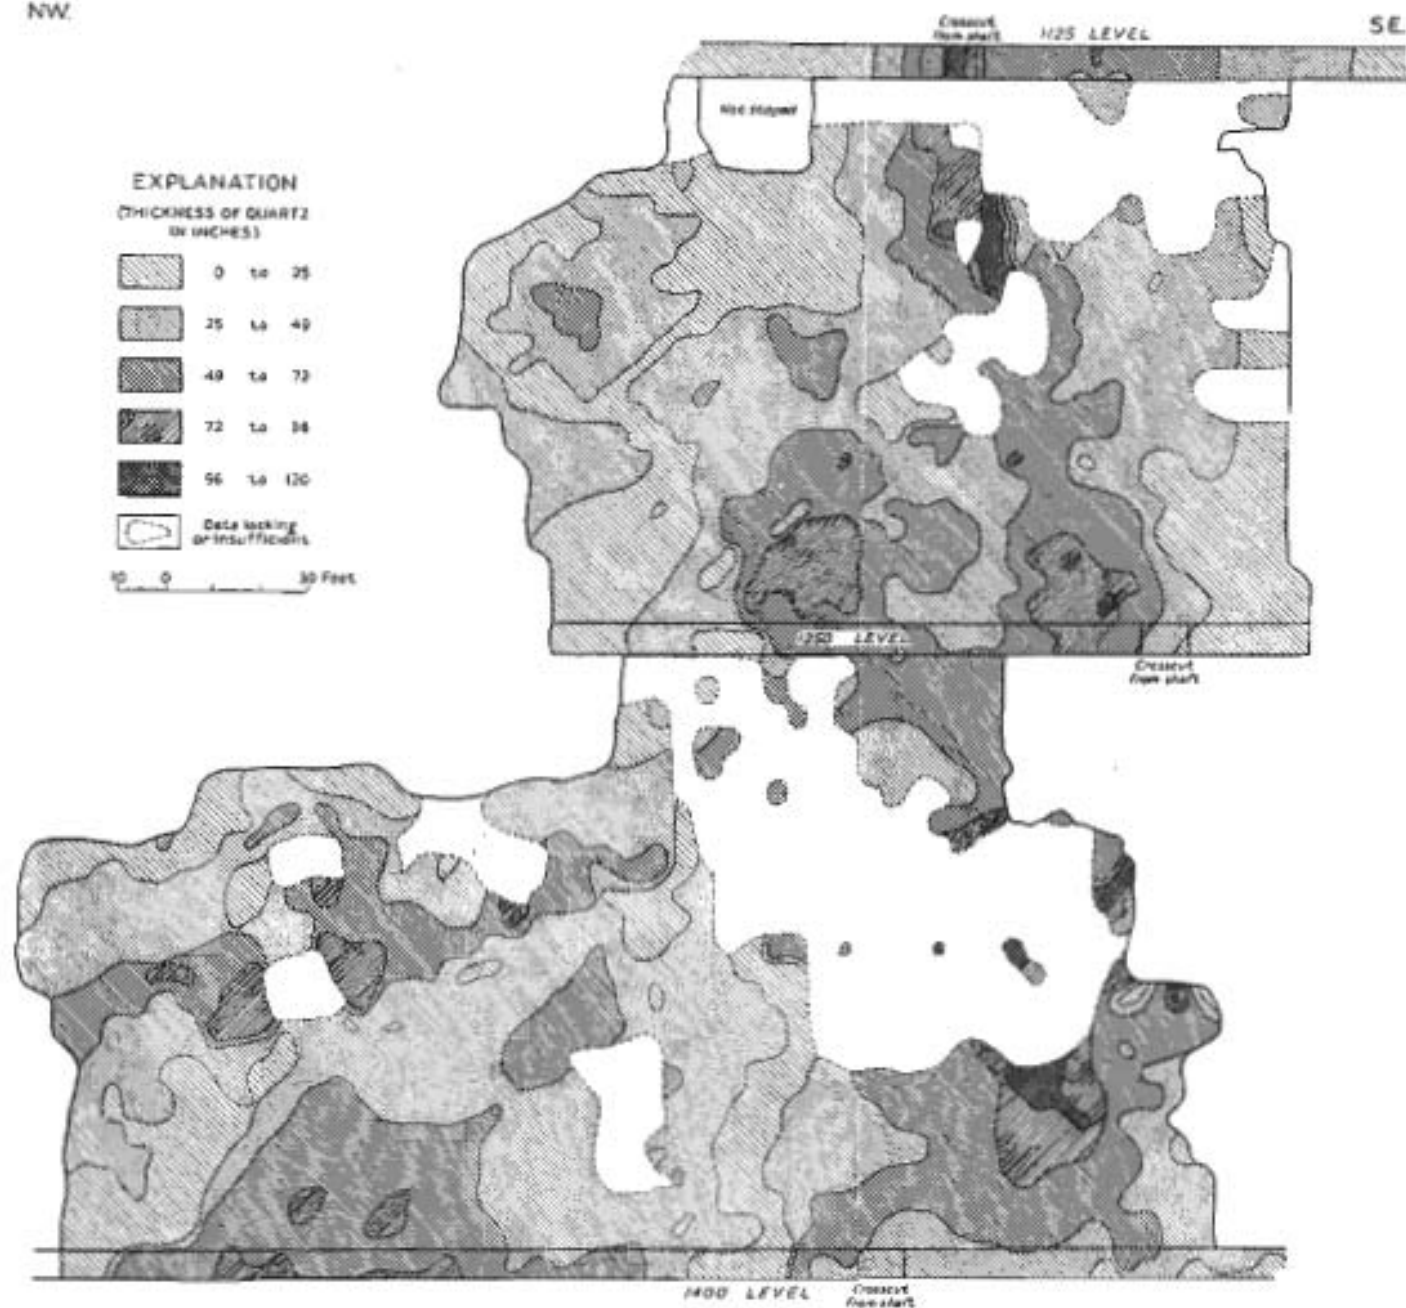 NW.
SE.
Crosscut
from shaft
1125 LEVEL
Not stoped
EXPLANATION
(THICKNESS OF QUARTZ
IN INCHES)
0 to 25
25 to 49
49 to 72
72 to 96
96 to 120
Data lacking
or insufficient
10 0 30 Feet
1250 LEVEL
Crosscut
from shaft
1400 LEVEL
Crosscut
from shaft